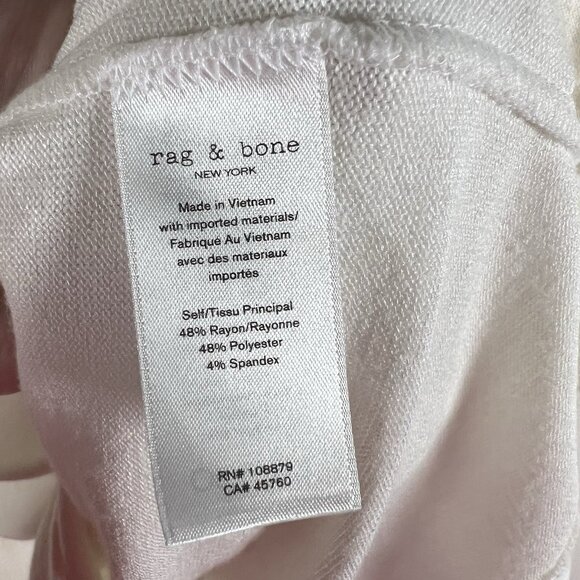 rag & bone
NEW YORK
Made in Vietnam
with imported materials/
Fabriqué Au Vietnam
avec des materiaux
importés
Self/Tissu Principal
48% Rayon/Rayonne
48% Polyester
4% Spandex
RN# 108879
CA# 45760